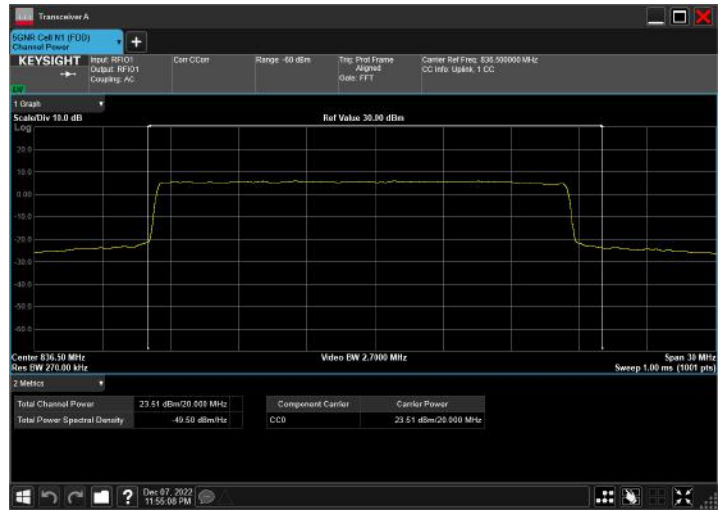 Transceiver A
5GNR Cell N1 (FDD)
Channel Power
KEYSIGHT
Input: RFIO1
Output: RFIO1
Coupling: AC
Corr CCorr
Range: -60 dBm
Trig: Prot Frame
Aligned
Gate: FFT
Carrier Ref Freq: 836.500000 MHz
CC Info: Uplink, 1 CC
1 Graph
Scale/Div 10.0 dB
Ref Value 30.00 dBm
Log
20.0
10.0
0.00
-10.0
-20.0
-30.0
-40.0
-50.0
-60.0
Center 836.50 MHz
Video BW 2.7000 MHz
Span 30 MHz
Res BW 270.00 kHz
Sweep 1.00 ms (1001 pts)
2 Metrics
Total Channel Power 23.51 dBm/20.000 MHz
Total Power Spectral Density -49.50 dBm/Hz
Component Carrier Carrier Power
CC0 23.51 dBm/20.000 MHz
Dec 07, 2022
11:55:08 PM